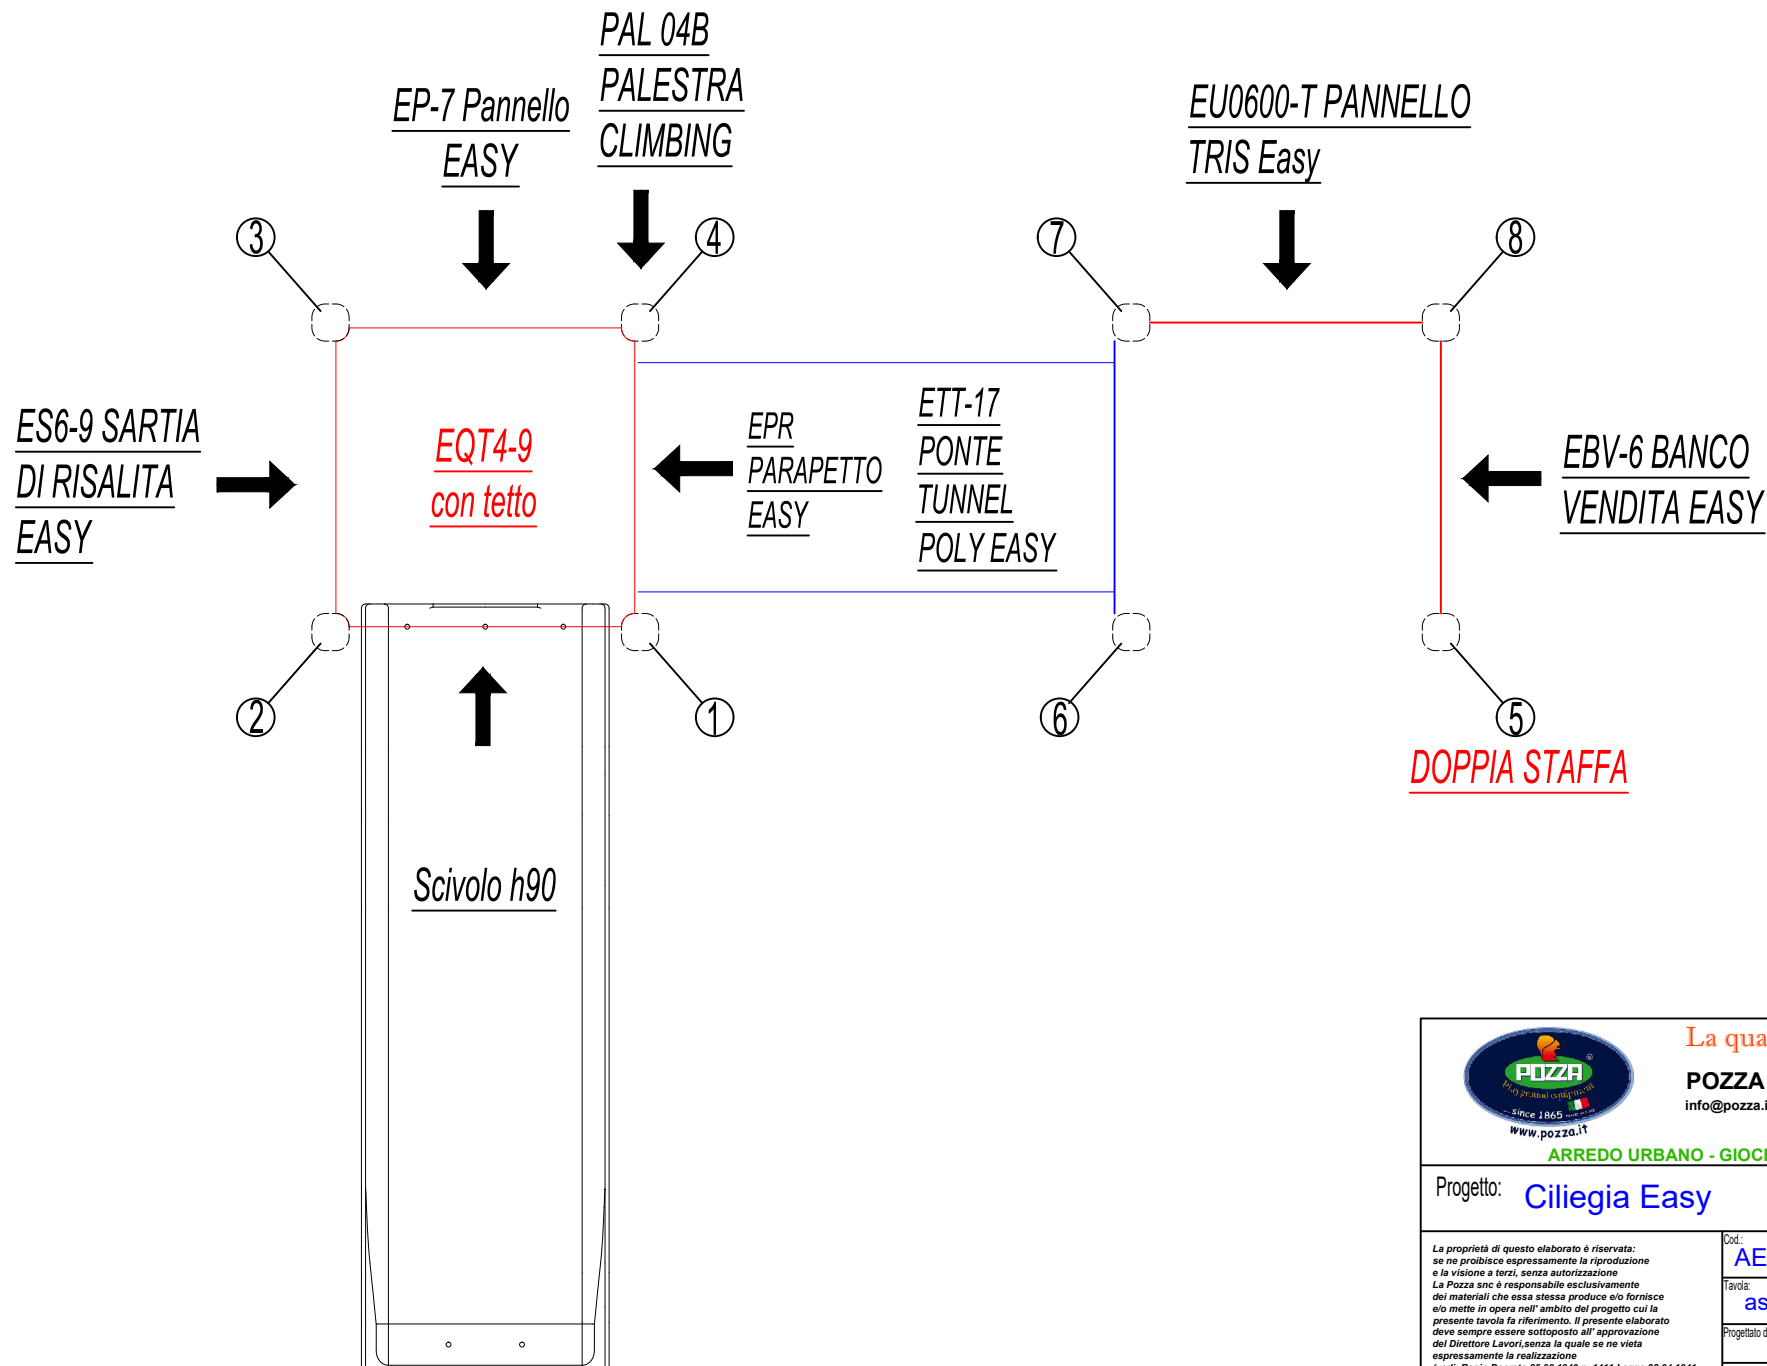 PAL 04B
PALESTRA
CLIMBING
EP-7 Pannello
EASY
EU0600-T PANNELLO
TRIS Easy
3
4
7
8
ES6-9 SARTIA
DI RISALITA
EASY
EQT4-9
con tetto
EPR
PARAPETTO
EASY
ETT-17
PONTE
TUNNEL
POLY EASY
EBV-6 BANCO
VENDITA EASY
2
1
6
5
DOPPIA STAFFA
Scivolo h90
La qua
POZZA
info@pozza.i
POZZA
®
Playground equipment
... since 1865
www.pozza.it
ARREDO URBANO - GIOCH
Progetto: Ciliegia Easy
La proprietà di questo elaborato è riservata:
se ne proibisce espressamente la riproduzione
e la visione a terzi, senza autorizzazione
La Pozza snc è responsabile esclusivamente
dei materiali che essa stessa produce e/o fornisce
e/o mette in opera nell' ambito del progetto cui la
presente tavola fa riferimento. Il presente elaborato
deve sempre essere sottoposto all' approvazione
del Direttore Lavori,senza la quale se ne vieta
espressamente la realizzazione
Cod.:
AE
Tavola:
as
Progettato d